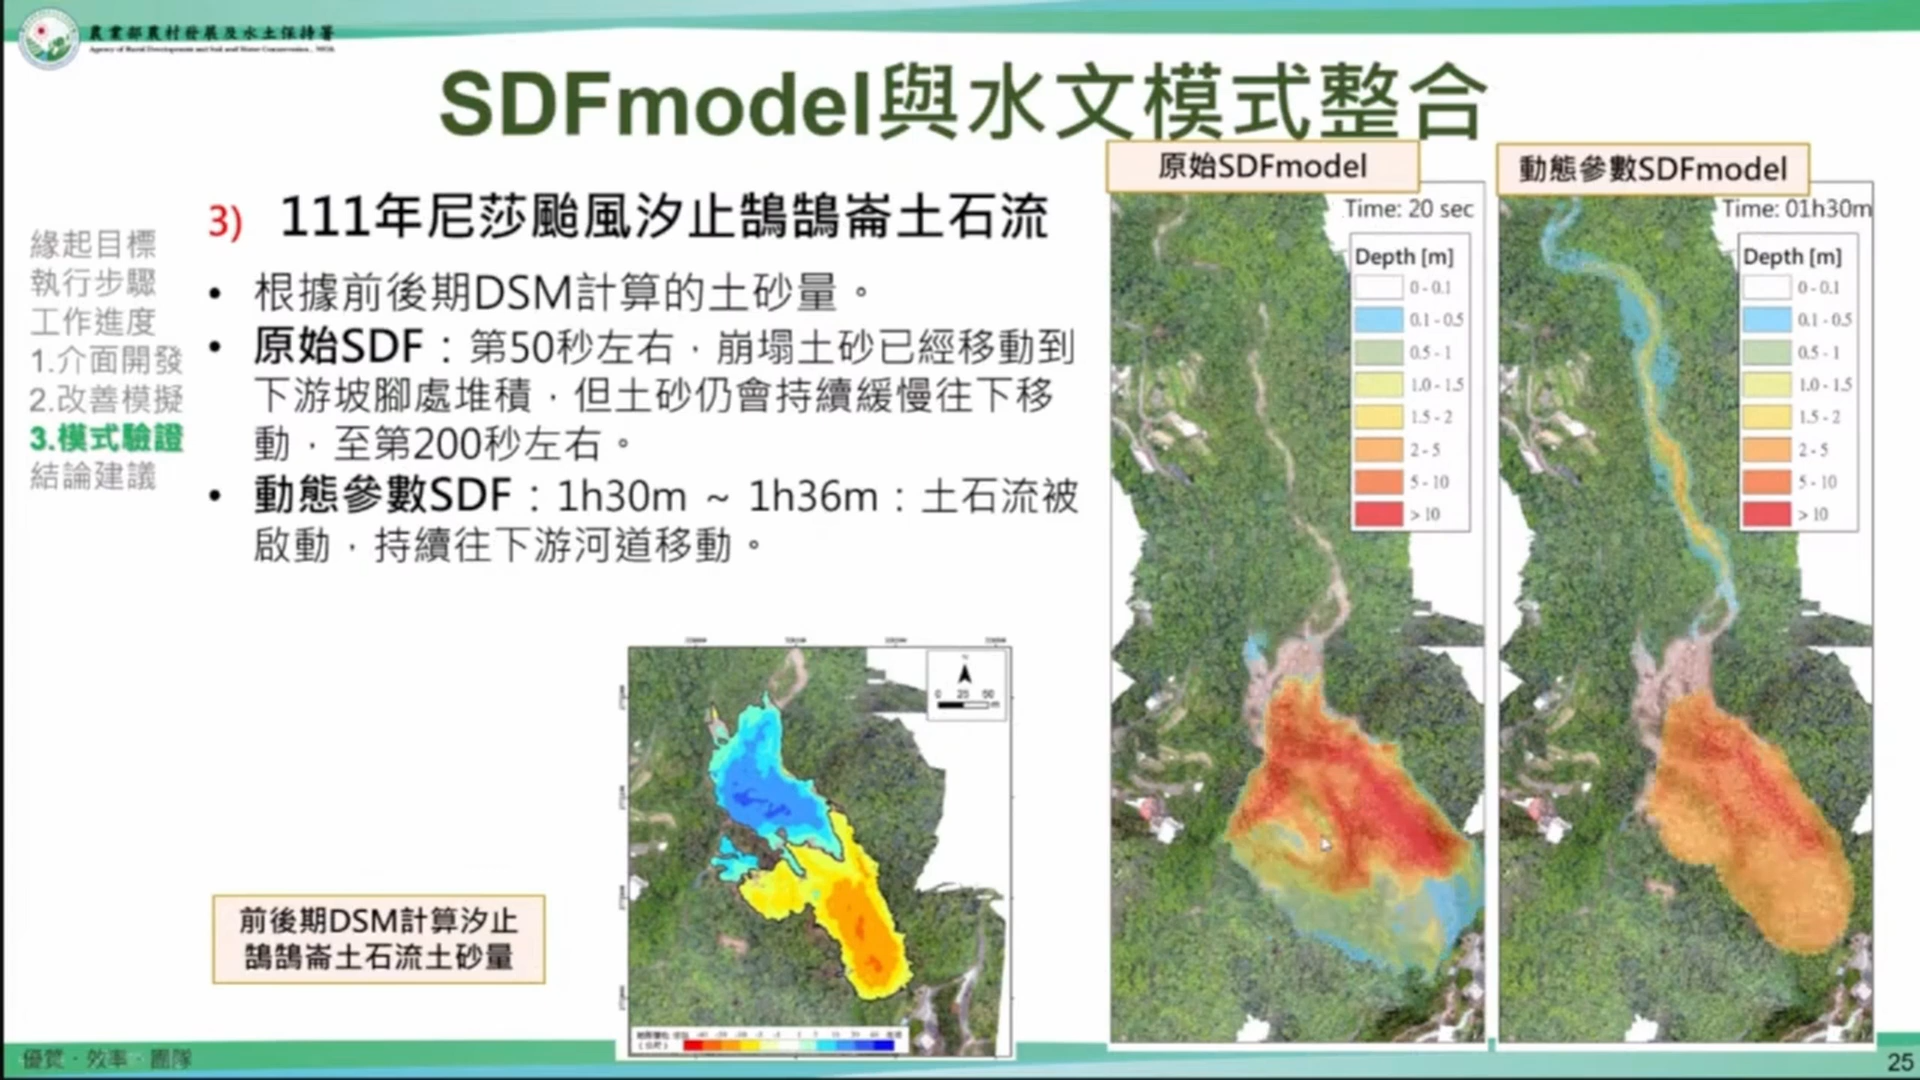 農業部農村發展及水土保持署
Agency of Rural Development and Soil and Water Conservation, MOA
SDFmodel與水文模式整合
緣起目標
執行步驟
工作進度
1.介面開發
2.改善模擬
3.模式驗證
結論建議
3) 111年尼莎颱風汐止鵠鵠崙土石流
• 根據前後期DSM計算的土砂量。
• 原始SDF：第50秒左右，崩塌土砂已經移動到
下游坡腳處堆積，但土砂仍會持續緩慢往下移
動，至第200秒左右。
• 動態參數SDF：1h30m ~ 1h36m：土石流被
啟動，持續往下游河道移動。
前後期DSM計算汐止
鵠鵠崙土石流土砂量
0 25 50
m
原始SDFmodel
Time: 20 sec
Depth [m]
0 - 0.1
0.1 - 0.5
0.5 - 1
1.0 - 1.5
1.5 - 2
2 - 5
5 - 10
> 10
動態參數SDFmodel
Time: 01h30m
Depth [m]
0 - 0.1
0.1 - 0.5
0.5 - 1
1.0 - 1.5
1.5 - 2
2 - 5
5 - 10
> 10
優質・效率・團隊
25